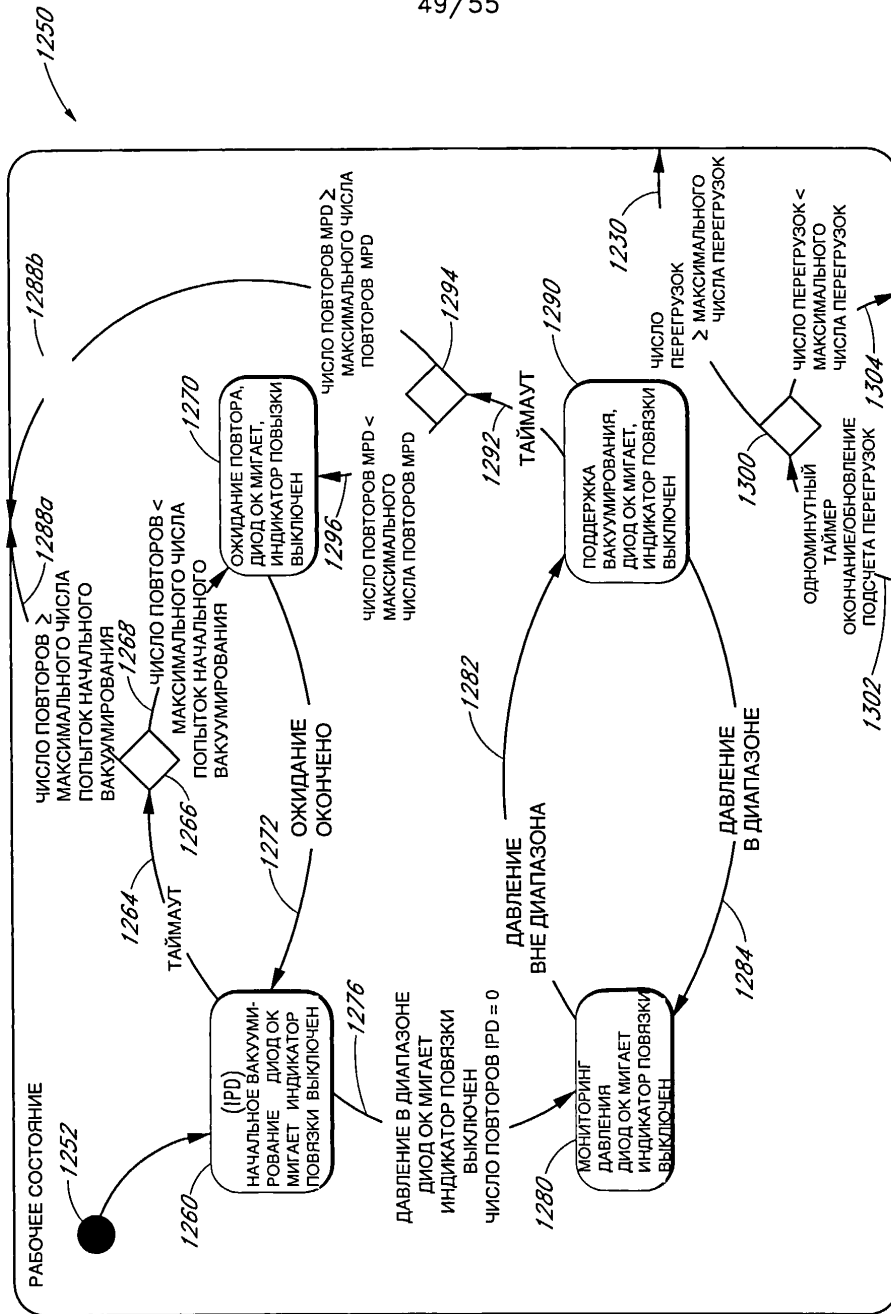 49/55
1250
РАБОЧЕЕ СОСТОЯНИЕ
1252
1260
(IPD)
НАЧАЛЬНОЕ ВАКУУМИ-
РОВАНИЕ ДИОД ОК
МИГАЕТ ИНДИКАТОР
ПОВЯЗКИ ВЫКЛЮЧЕН
1264
ТАЙМАУТ
1266
ЧИСЛО ПОВТОРОВ ≥
МАКСИМАЛЬНОГО ЧИСЛА
ПОПЫТОК НАЧАЛЬНОГО
ВАКУУМИРОВАНИЯ
1288a
1288b
1268
ЧИСЛО ПОВТОРОВ <
МАКСИМАЛЬНОГО ЧИСЛА
ПОПЫТОК НАЧАЛЬНОГО
ВАКУУМИРОВАНИЯ
1270
ОЖИДАНИЕ ПОВТОРА,
ДИОД ОК МИГАЕТ,
ИНДИКАТОР ПОВЫЗКИ
ВЫКЛЮЧЕН
1272
ОЖИДАНИЕ
ОКОНЧЕНО
ЧИСЛО ПОВТОРОВ MPD ≥
МАКСИМАЛЬНОГО ЧИСЛА
ПОВТОРОВ MPD
1294
1296
ЧИСЛО ПОВТОРОВ MPD <
МАКСИМАЛЬНОГО
ЧИСЛА ПОВТОРОВ MPD
1292
ТАЙМАУТ
1276
ДАВЛЕНИЕ В ДИАПАЗОНЕ
ДИОД ОК МИГАЕТ
ИНДИКАТОР ПОВЯЗКИ
ВЫКЛЮЧЕН
ЧИСЛО ПОВТОРОВ IPD = 0
1280
МОНИТОРИНГ
ДАВЛЕНИЯ
ДИОД ОК МИГАЕТ
ИНДИКАТОР ПОВЯЗКИ
ВЫКЛЮЧЕН
ДАВЛЕНИЕ
ВНЕ ДИАПАЗОНА
1282
1290
ПОДДЕРЖКА
ВАКУУМИРОВАНИЯ,
ДИОД ОК МИГАЕТ,
ИНДИКАТОР ПОВЯЗКИ
ВЫКЛЮЧЕН
ДАВЛЕНИЕ
В ДИАПАЗОНЕ
1284
1230
ЧИСЛО
ПЕРЕГРУЗОК
≥ МАКСИМАЛЬНОГО
ЧИСЛА ПЕРЕГРУЗОК
1300
ЧИСЛО ПЕРЕГРУЗОК <
МАКСИМАЛЬНОГО
ЧИСЛА ПЕРЕГРУЗОК
1304
ОДНОМИНУТНЫЙ
ТАЙМЕР
ОКОНЧАНИЕ/ОБНОВЛЕНИЕ
ПОДСЧЕТА ПЕРЕГРУЗОК
1302